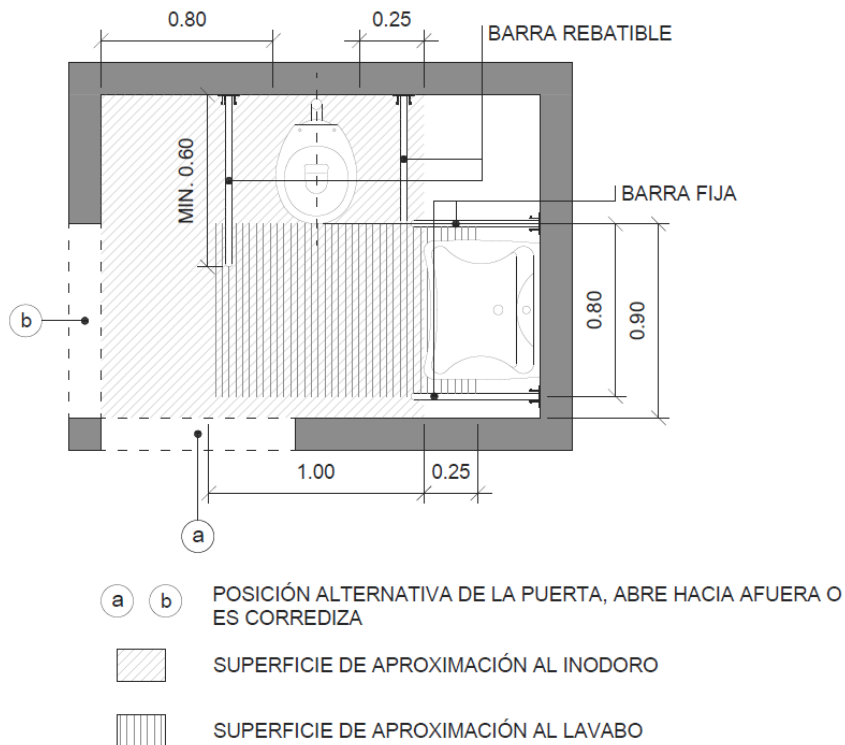 0.80
0.25
BARRA REBATIBLE
MIN. 0.60
BARRA FIJA
0.80
0.90
b
1.00
0.25
a
a b POSICIÓN ALTERNATIVA DE LA PUERTA, ABRE HACIA AFUERA O
ES CORREDIZA
SUPERFICIE DE APROXIMACIÓN AL INODORO
SUPERFICIE DE APROXIMACIÓN AL LAVABO